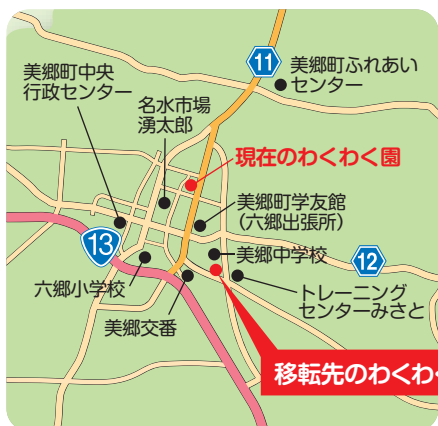 11
美郷町ふれあい
センター
美郷町中央
行政センター
名水市場
湧太郎
現在のわくわく園
美郷町学友館
（六郷出張所）
13
美郷中学校
12
六郷小学校
トレーニング
センターみさと
美郷交番
移転先のわくわく